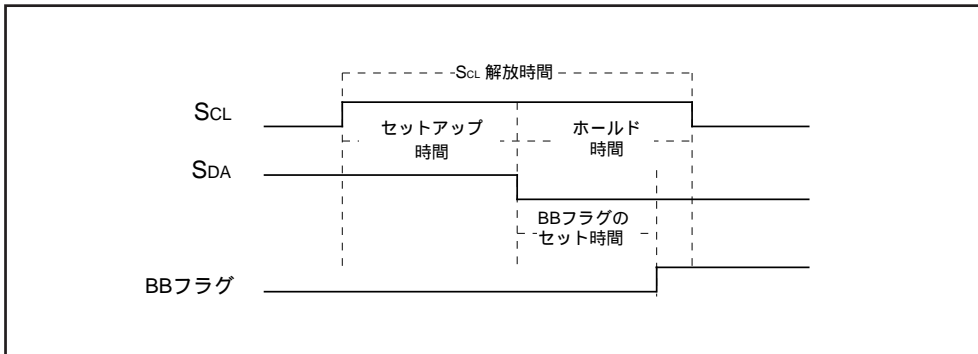 SCL 解放時間
SCL
セットアップ
時間
ホールド
時間
SDA
BBフラグの
セット時間
BBフラグ